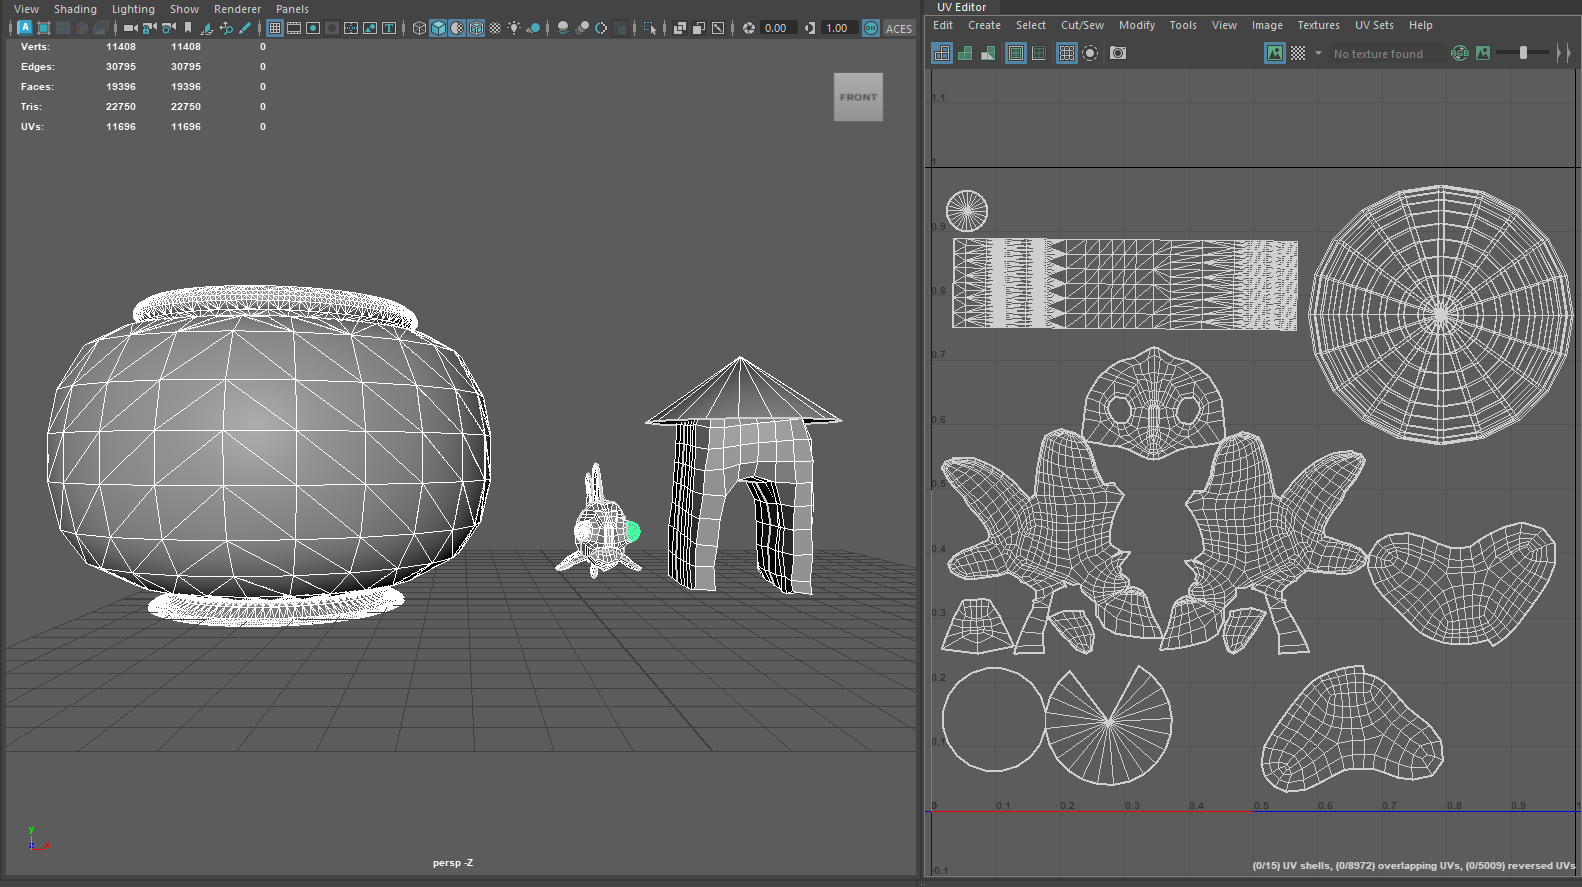 View Shading Lighting Show Renderer Panels
A T 0.00 1.00 ON ACES
Verts: 11408 11408 0
Edges: 30795 30795 0
Faces: 19396 19396 0
Tris: 22750 22750 0
UVs: 11696 11696 0
FRONT
y
z x
persp -Z
UV Editor
Edit Create Select Cut/Sew Modify Tools View Image Textures UV Sets Help
No texture found RGB
1.1
1
0.9
0.8
0.7
0.6
0.5
0.4
0.3
0.2
0.1
0 0.1 0.2 0.3 0.4 0.5 0.6 0.7 0.8 0.9 1
-0.1
(0/15) UV shells, (0/8972) overlapping UVs, (0/5009) reversed UVs